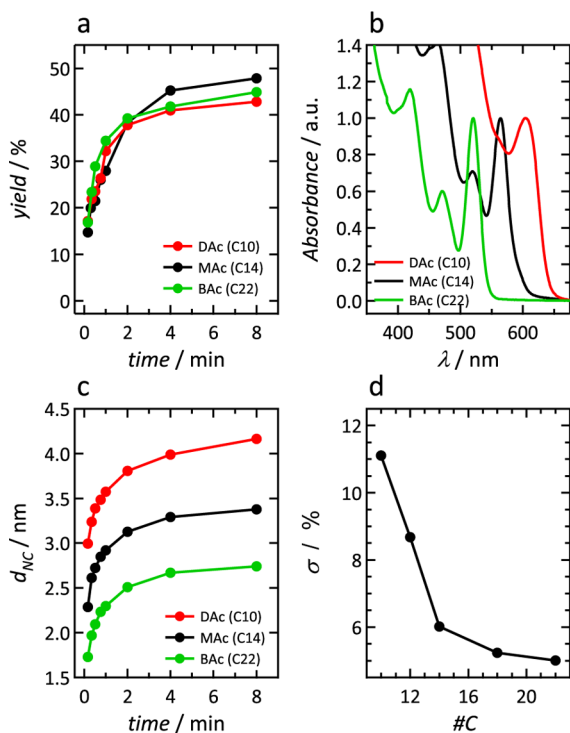 a
yield / %
50
40
30
20
10
0
DAc (C10)
MAc (C14)
BAc (C22)
0 2 4 6 8
time / min
b
Absorbance / a.u.
1.4
1.2
1.0
0.8
0.6
0.4
0.2
0.0
DAc (C10)
MAc (C14)
BAc (C22)
400 500 600
λ / nm
c
d_NC / nm
4.5
4.0
3.5
3.0
2.5
2.0
1.5
DAc (C10)
MAc (C14)
BAc (C22)
0 2 4 6 8
time / min
d
σ / %
12
10
8
6
12 16 20
#C